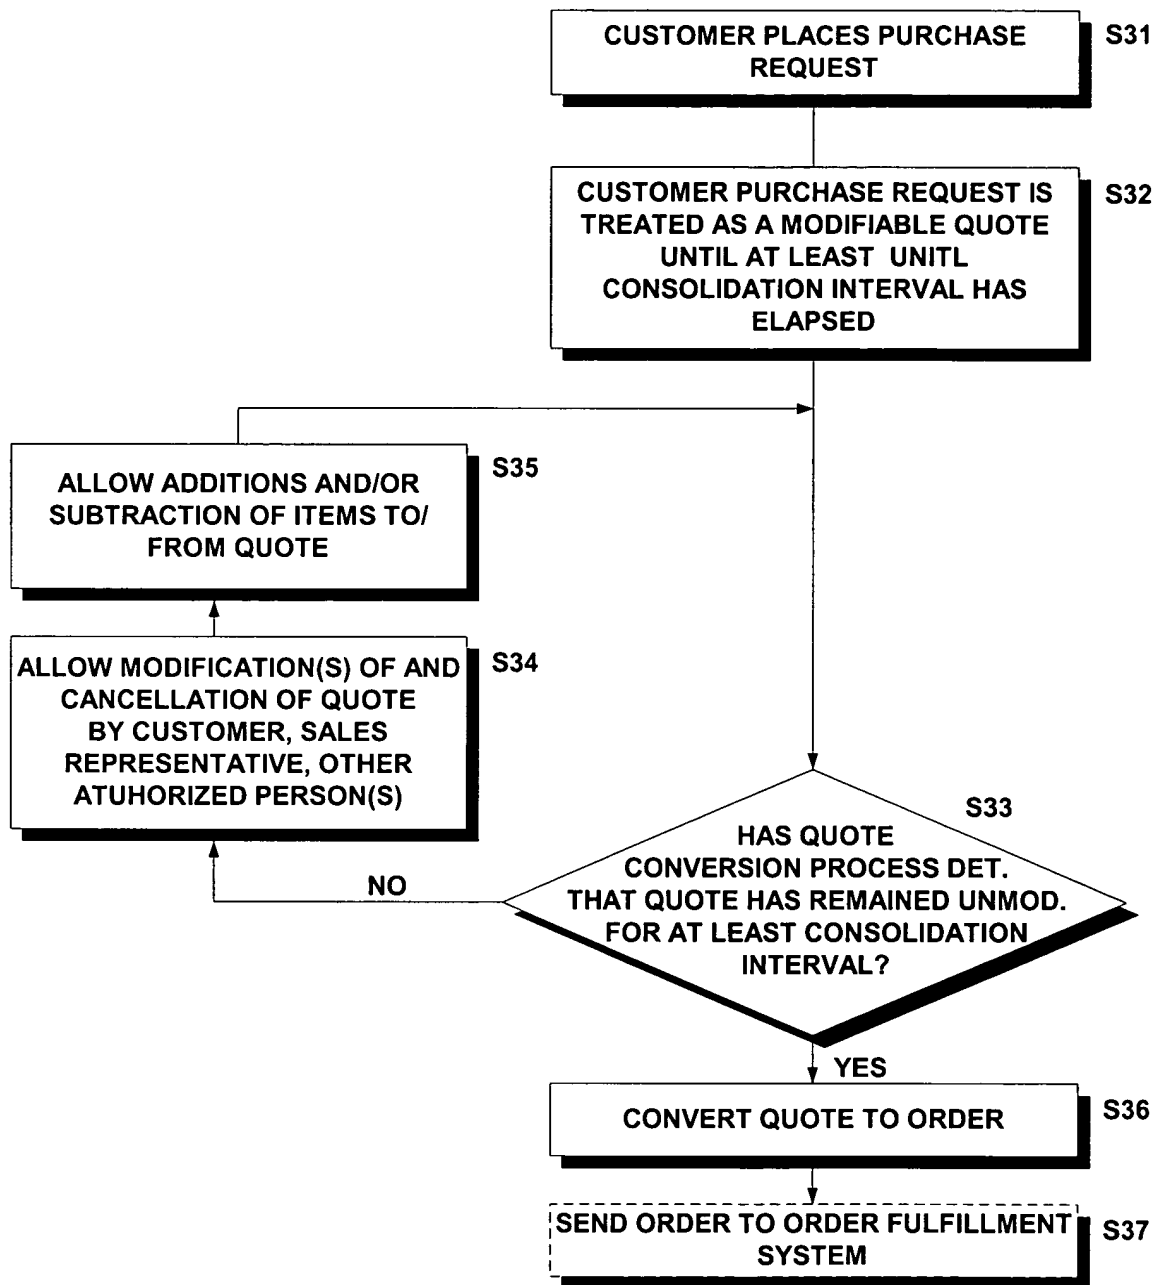 CUSTOMER PLACES PURCHASE
REQUEST
S31
CUSTOMER PURCHASE REQUEST IS
TREATED AS A MODIFIABLE QUOTE
UNTIL AT LEAST UNITL
CONSOLIDATION INTERVAL HAS
ELAPSED
S32
ALLOW ADDITIONS AND/OR
SUBTRACTION OF ITEMS TO/
FROM QUOTE
S35
ALLOW MODIFICATION(S) OF AND
CANCELLATION OF QUOTE
BY CUSTOMER, SALES
REPRESENTATIVE, OTHER
ATUHORIZED PERSON(S)
S34
S33
HAS QUOTE
CONVERSION PROCESS DET.
THAT QUOTE HAS REMAINED UNMOD.
FOR AT LEAST CONSOLIDATION
INTERVAL?
NO
YES
CONVERT QUOTE TO ORDER
S36
SEND ORDER TO ORDER FULFILLMENT
SYSTEM
S37